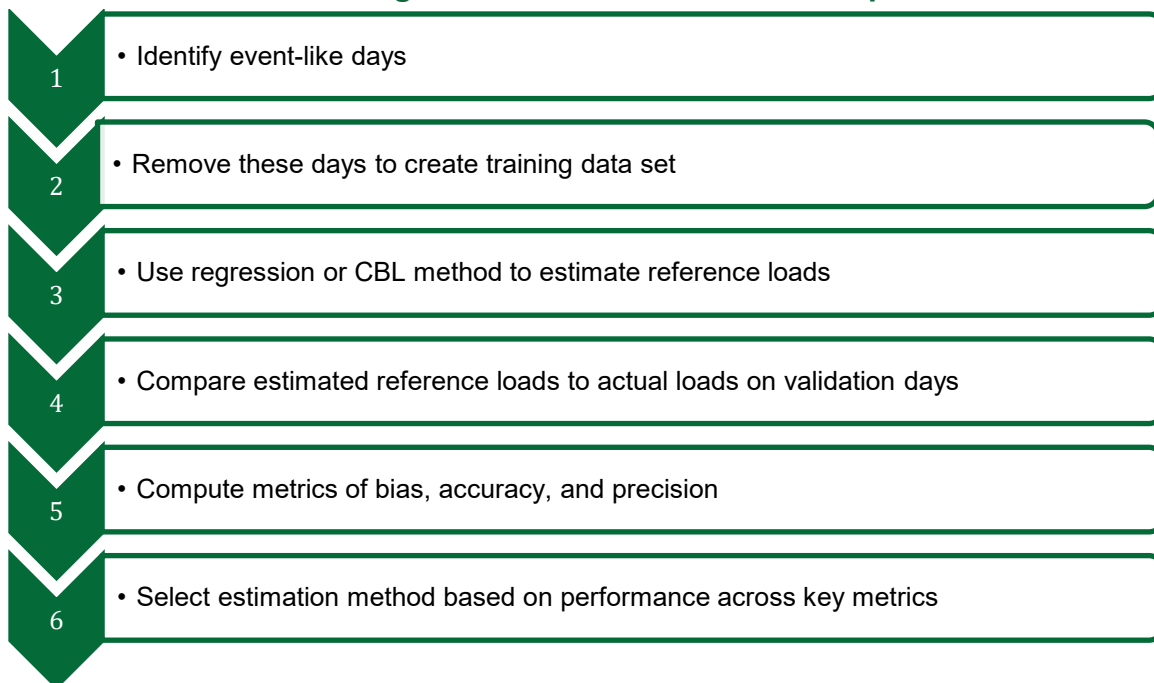 1
• Identify event-like days
2
• Remove these days to create training data set
3
• Use regression or CBL method to estimate reference loads
4
• Compare estimated reference loads to actual loads on validation days
5
• Compute metrics of bias, accuracy, and precision
6
• Select estimation method based on performance across key metrics